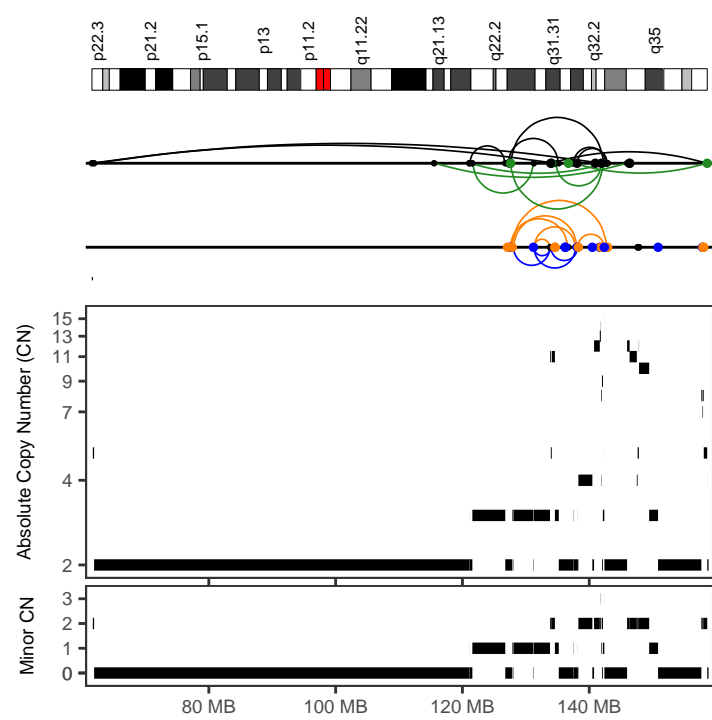 p22.3 p21.2 p15.1 p13 p11.2 q11.22 q21.13 q22.2 q31.31 q32.2 q35
Absolute Copy Number (CN)
15
13
11
9
7
4
2
Minor CN
3
2
1
0
80 MB 100 MB 120 MB 140 MB